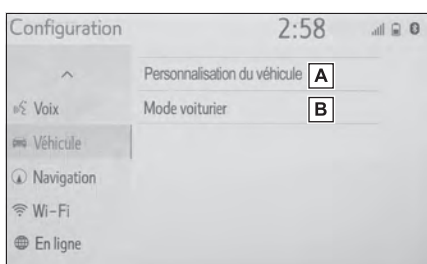 Configuration 2:58
Personnalisation du véhicule A
Voix
Mode voiturier B
Véhicule
Navigation
Wi-Fi
En ligne